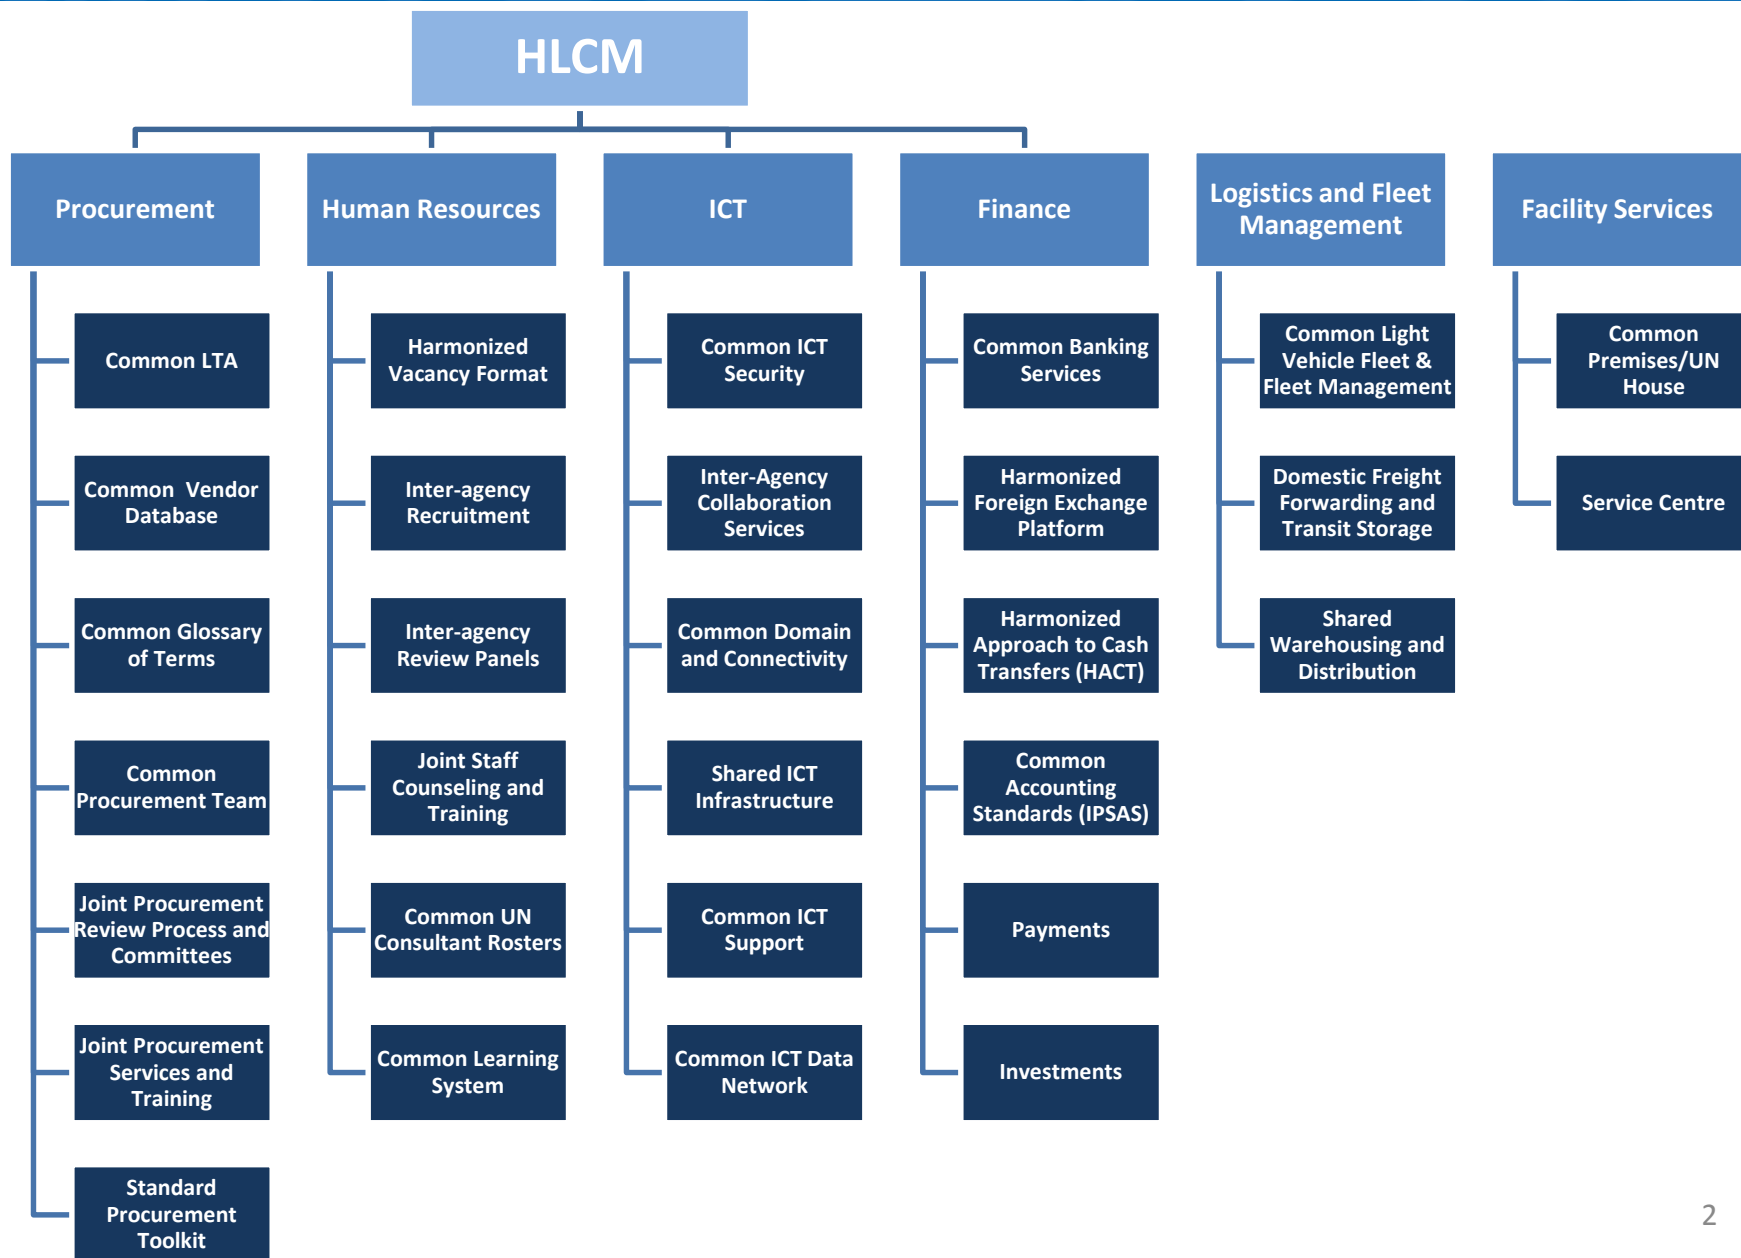 HLCM
Procurement
Human Resources
ICT
Finance
Logistics and Fleet
Management
Facility Services
Common LTA
Common Vendor
Database
Common Glossary
of Terms
Common
Procurement Team
Joint Procurement
Review Process and
Committees
Joint Procurement
Services and
Training
Standard
Procurement
Toolkit
Harmonized
Vacancy Format
Inter-agency
Recruitment
Inter-agency
Review Panels
Joint Staff
Counseling and
Training
Common UN
Consultant Rosters
Common Learning
System
Common ICT
Security
Inter-Agency
Collaboration
Services
Common Domain
and Connectivity
Shared ICT
Infrastructure
Common ICT
Support
Common ICT Data
Network
Common Banking
Services
Harmonized
Foreign Exchange
Platform
Harmonized
Approach to Cash
Transfers (HACT)
Common
Accounting
Standards (IPSAS)
Payments
Investments
Common Light
Vehicle Fleet &
Fleet Management
Domestic Freight
Forwarding and
Transit Storage
Shared
Warehousing and
Distribution
Common
Premises/UN
House
Service Centre
2